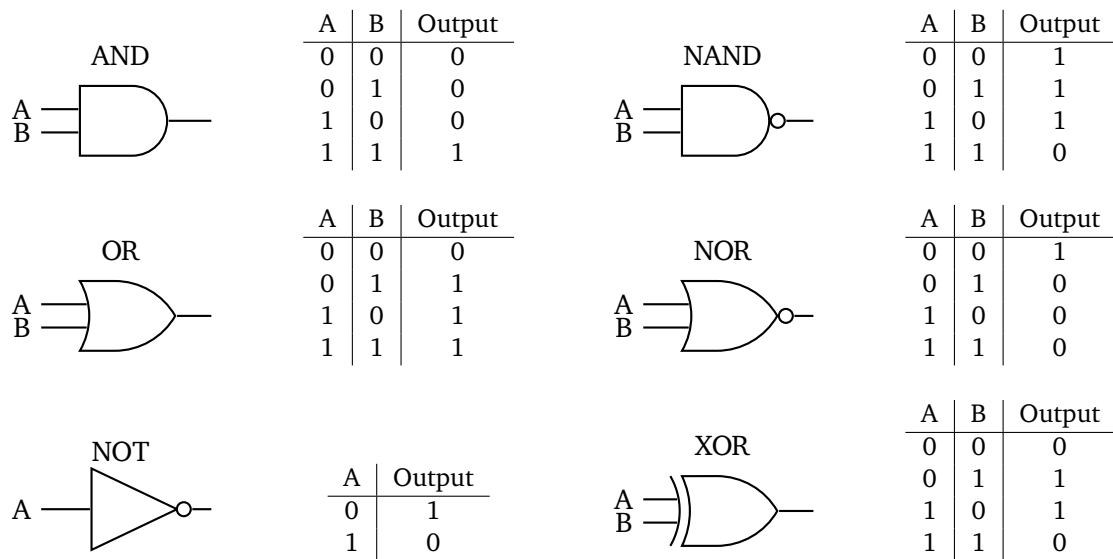 AND
A
B
A B Output
0 0 0
0 1 0
1 0 0
1 1 1
NAND
A
B
A B Output
0 0 1
0 1 1
1 0 1
1 1 0
OR
A
B
A B Output
0 0 0
0 1 1
1 0 1
1 1 1
NOR
A
B
A B Output
0 0 1
0 1 0
1 0 0
1 1 0
NOT
A
A Output
0 1
1 0
XOR
A
B
A B Output
0 0 0
0 1 1
1 0 1
1 1 0